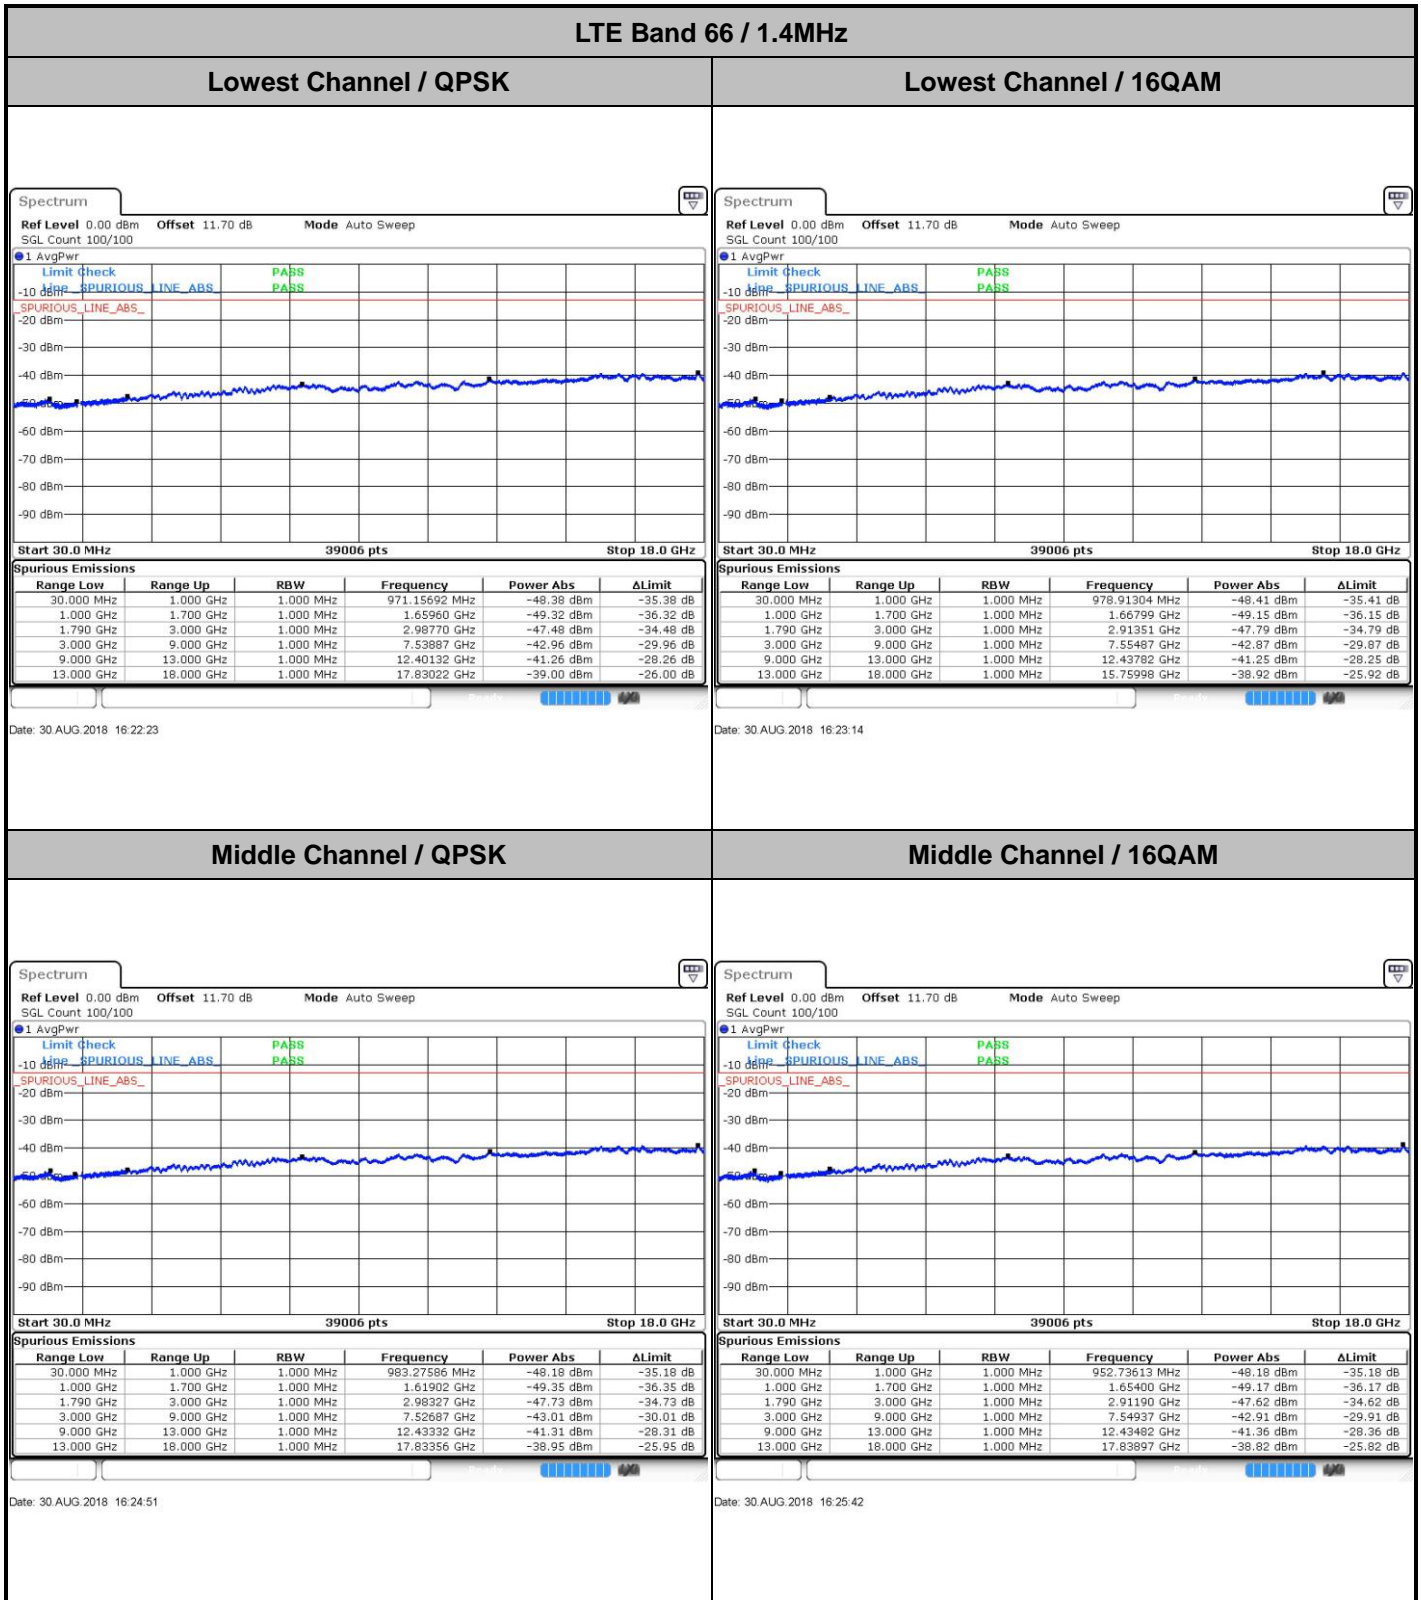 LTE Band 66 / 1.4MHz
Lowest Channel / QPSK
Lowest Channel / 16QAM
Spectrum
Ref Level 0.00 dBm Offset 11.70 dB Mode Auto Sweep
SGL Count 100/100
1 AvgPwr
Limit Check PASS
Line _SPURIOUS_LINE_ABS_ PASS
_SPURIOUS_LINE_ABS_
-10 dBm
-20 dBm
-30 dBm
-40 dBm
-50 dBm
-60 dBm
-70 dBm
-80 dBm
-90 dBm
Start 30.0 MHz 39006 pts Stop 18.0 GHz
Spurious Emissions
Range Low Range Up RBW Frequency Power Abs ΔLimit
30.000 MHz 1.000 GHz 1.000 MHz 971.15692 MHz -48.38 dBm -35.38 dB
1.000 GHz 1.700 GHz 1.000 MHz 1.65960 GHz -49.32 dBm -36.32 dB
1.790 GHz 3.000 GHz 1.000 MHz 2.98770 GHz -47.48 dBm -34.48 dB
3.000 GHz 9.000 GHz 1.000 MHz 7.53887 GHz -42.96 dBm -29.96 dB
9.000 GHz 13.000 GHz 1.000 MHz 12.40132 GHz -41.26 dBm -28.26 dB
13.000 GHz 18.000 GHz 1.000 MHz 17.83022 GHz -39.00 dBm -26.00 dB
Date: 30.AUG.2018 16:22:23
Spectrum
Ref Level 0.00 dBm Offset 11.70 dB Mode Auto Sweep
SGL Count 100/100
1 AvgPwr
Limit Check PASS
Line _SPURIOUS_LINE_ABS_ PASS
_SPURIOUS_LINE_ABS_
-10 dBm
-20 dBm
-30 dBm
-40 dBm
-50 dBm
-60 dBm
-70 dBm
-80 dBm
-90 dBm
Start 30.0 MHz 39006 pts Stop 18.0 GHz
Spurious Emissions
Range Low Range Up RBW Frequency Power Abs ΔLimit
30.000 MHz 1.000 GHz 1.000 MHz 978.91304 MHz -48.41 dBm -35.41 dB
1.000 GHz 1.700 GHz 1.000 MHz 1.66799 GHz -49.15 dBm -36.15 dB
1.790 GHz 3.000 GHz 1.000 MHz 2.91351 GHz -47.79 dBm -34.79 dB
3.000 GHz 9.000 GHz 1.000 MHz 7.55487 GHz -42.87 dBm -29.87 dB
9.000 GHz 13.000 GHz 1.000 MHz 12.43782 GHz -41.25 dBm -28.25 dB
13.000 GHz 18.000 GHz 1.000 MHz 15.75998 GHz -38.92 dBm -25.92 dB
Date: 30.AUG.2018 16:23:14
Middle Channel / QPSK
Middle Channel / 16QAM
Spectrum
Ref Level 0.00 dBm Offset 11.70 dB Mode Auto Sweep
SGL Count 100/100
1 AvgPwr
Limit Check PASS
Line _SPURIOUS_LINE_ABS_ PASS
_SPURIOUS_LINE_ABS_
-10 dBm
-20 dBm
-30 dBm
-40 dBm
-50 dBm
-60 dBm
-70 dBm
-80 dBm
-90 dBm
Start 30.0 MHz 39006 pts Stop 18.0 GHz
Spurious Emissions
Range Low Range Up RBW Frequency Power Abs ΔLimit
30.000 MHz 1.000 GHz 1.000 MHz 983.27586 MHz -48.18 dBm -35.18 dB
1.000 GHz 1.700 GHz 1.000 MHz 1.61902 GHz -49.35 dBm -36.35 dB
1.790 GHz 3.000 GHz 1.000 MHz 2.98327 GHz -47.73 dBm -34.73 dB
3.000 GHz 9.000 GHz 1.000 MHz 7.52687 GHz -43.01 dBm -30.01 dB
9.000 GHz 13.000 GHz 1.000 MHz 12.43332 GHz -41.31 dBm -28.31 dB
13.000 GHz 18.000 GHz 1.000 MHz 17.83356 GHz -38.95 dBm -25.95 dB
Date: 30.AUG.2018 16:24:51
Spectrum
Ref Level 0.00 dBm Offset 11.70 dB Mode Auto Sweep
SGL Count 100/100
1 AvgPwr
Limit Check PASS
Line _SPURIOUS_LINE_ABS_ PASS
_SPURIOUS_LINE_ABS_
-10 dBm
-20 dBm
-30 dBm
-40 dBm
-50 dBm
-60 dBm
-70 dBm
-80 dBm
-90 dBm
Start 30.0 MHz 39006 pts Stop 18.0 GHz
Spurious Emissions
Range Low Range Up RBW Frequency Power Abs ΔLimit
30.000 MHz 1.000 GHz 1.000 MHz 952.73613 MHz -48.18 dBm -35.18 dB
1.000 GHz 1.700 GHz 1.000 MHz 1.65400 GHz -49.17 dBm -36.17 dB
1.790 GHz 3.000 GHz 1.000 MHz 2.91190 GHz -47.62 dBm -34.62 dB
3.000 GHz 9.000 GHz 1.000 MHz 7.54937 GHz -42.91 dBm -29.91 dB
9.000 GHz 13.000 GHz 1.000 MHz 12.43482 GHz -41.36 dBm -28.36 dB
13.000 GHz 18.000 GHz 1.000 MHz 17.83897 GHz -38.82 dBm -25.82 dB
Date: 30.AUG.2018 16:25:42